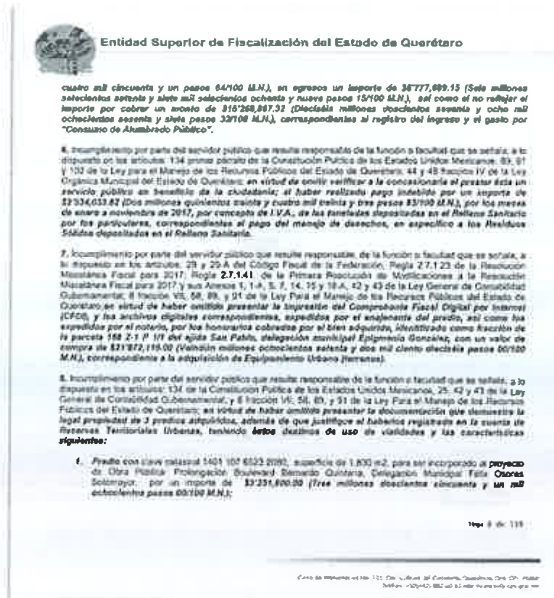 Entidad Superior de Fiscalización del Estado de Querétaro
cuatro mil cincuenta y un pesos 64/100 M.N.), en egresos un importe de $6'777,689.15 (Seis millones
setecientos setenta y siete mil seiscientos ochenta y nueve pesos 15/100 M.N.), así como el no reflejar el
importe por cobrar un monto de $16'268,867.32 (Dieciséis millones doscientos sesenta y ocho mil
ochocientos sesenta y siete pesos 32/100 M.N.), correspondientes al registro del ingreso y el gasto por
"Consumo de Alumbrado Público".
6. Incumplimiento por parte del servidor público que resulte responsable de la función o facultad que se señala, a lo
dispuesto en los artículos: 134 primer párrafo de la Constitución Política de los Estados Unidos Mexicanos; 89, 91
y 102 de la Ley para el Manejo de los Recursos Públicos del Estado de Querétaro; 44 y 48 fracciones IV de la Ley
Orgánica Municipal del Estado de Querétaro; en virtud de omitir verificar a la concesionaria el prestar ésta un
servicio público en beneficio de la ciudadanía; al haber realizado pago indebido por un importe de
$2'534,033.82 (Dos millones quinientos treinta y cuatro mil treinta y tres pesos 83/100 M.N.), por los meses
de enero a noviembre de 2017, por concepto de I.V.A., de las toneladas depositadas en el Relleno Sanitario
por los particulares, correspondientes al pago del manejo de desechos, en específico a los Residuos
Sólidos depositados en el Relleno Sanitario.
7. Incumplimiento por parte del servidor público que resulte responsable, de la función o facultad que se señala, a
lo dispuesto en los artículos: 29 y 29-A del Código Fiscal de la Federación; Regla 2.7.1.23 de la Resolución
Miscelánea Fiscal para 2017; Regla 2.7.1.41. de la Primera Resolución de Modificaciones a la Resolución
Miscelánea Fiscal para 2017 y sus Anexos 1, 1-A, 5, 7, 14, 15 y 16-A, 42 y 43 de la Ley General de Contabilidad
Gubernamental; 8 fracción VII, 58, 89, y 91 de la Ley Para el Manejo de los Recursos Públicos del Estado de
Querétaro; en virtud de haber omitido presentar la impresión del Comprobante Fiscal Digital por Internet
(CFDI), y los archivos digitales correspondientes, expedidos por el enajenante del predio, así como los
expedidos por el notario, por los honorarios cobrados por el bien adquirido, identificado como fracción de
la parcela 168 Z-1 P 1/1 del ejido San Pablo, delegación municipal Epigmenio González, con un valor de
compra de $21'872,116.00 (Veintiún millones ochocientos setenta y dos mil ciento dieciséis pesos 00/100
M.N.), correspondiente a la adquisición de Equipamiento Urbano (terrenos).
8. Incumplimiento por parte del servidor público que resulte responsable de la función o facultad que se señala, a lo
dispuesto en los artículos: 134 de la Constitución Política de los Estados Unidos Mexicanos, 25, 42 y 43 de la Ley
General de Contabilidad Gubernamental, y 8 fracción VII, 58, 89, y 91 de la Ley Para el Manejo de los Recursos
Públicos del Estado de Querétaro; en virtud de haber omitido presentar la documentación que demuestre la
legal propiedad de 3 predios adquiridos, además de que justifique el haberlos registrado en la cuenta de
Reservas Territoriales Urbanas, teniendo éstos destinos de uso de vialidades y las características
siguientes:
1. Predio con clave catastral superficie de 1,800 m2, para ser incorporado al proyecto
de Obra Pública Prolongación Boulevard Bernardo Quintana, Delegación Municipal Félix Osores
Sotomayor, por un importe de $3'251,800.00 (Tres millones doscientos cincuenta y un mil
ochocientos pesos 00/100 M.N.);
Hoja 6 de 119